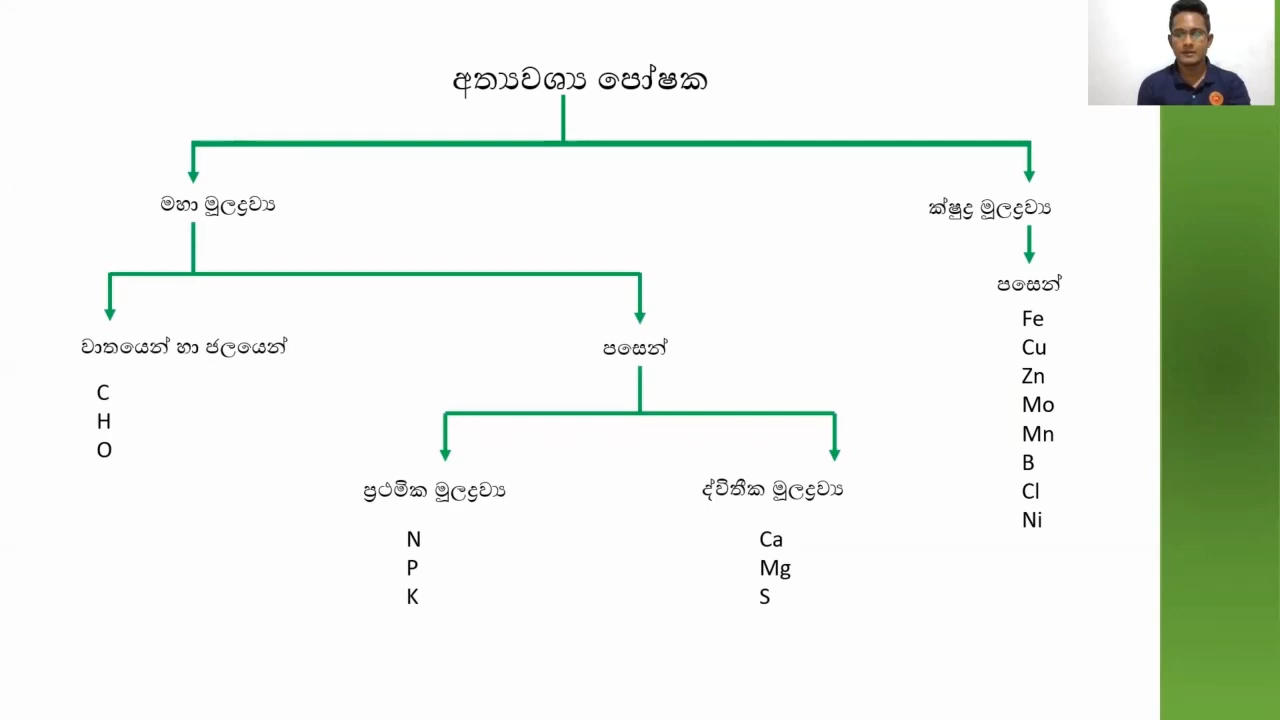 අත්‍යවශ්‍ය පෝෂක
මහා මූලද්‍රව්‍ය
ක්ෂුද්‍ර මූලද්‍රව්‍ය
වාතයෙන් හා ජලයෙන්
C
H
O
පසෙන්
ප්‍රථමික මූලද්‍රව්‍ය
N
P
K
ද්විතීක මූලද්‍රව්‍ය
Ca
Mg
S
පසෙන්
Fe
Cu
Zn
Mo
Mn
B
Cl
Ni